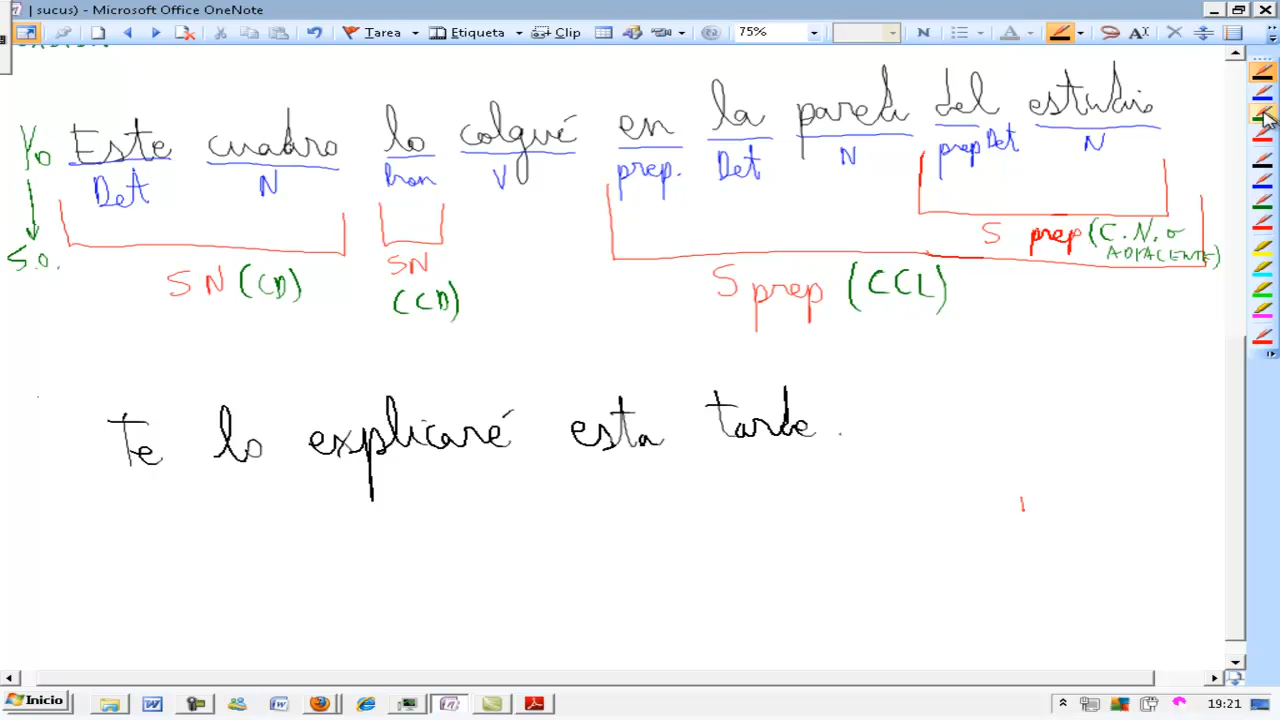 | sucus) - Microsoft Office OneNote
Tarea Etiqueta Clip 75%
Este cuadro lo colgué en la pared del estudio
Yo Det N Pron V prep. Det N prep Det N
S prep (C.N. o ADYACENTE)
S.O. SN (CD) SN (CCD) S prep (CCL)
Te lo explicaré esta tarde.
Inicio 19:21